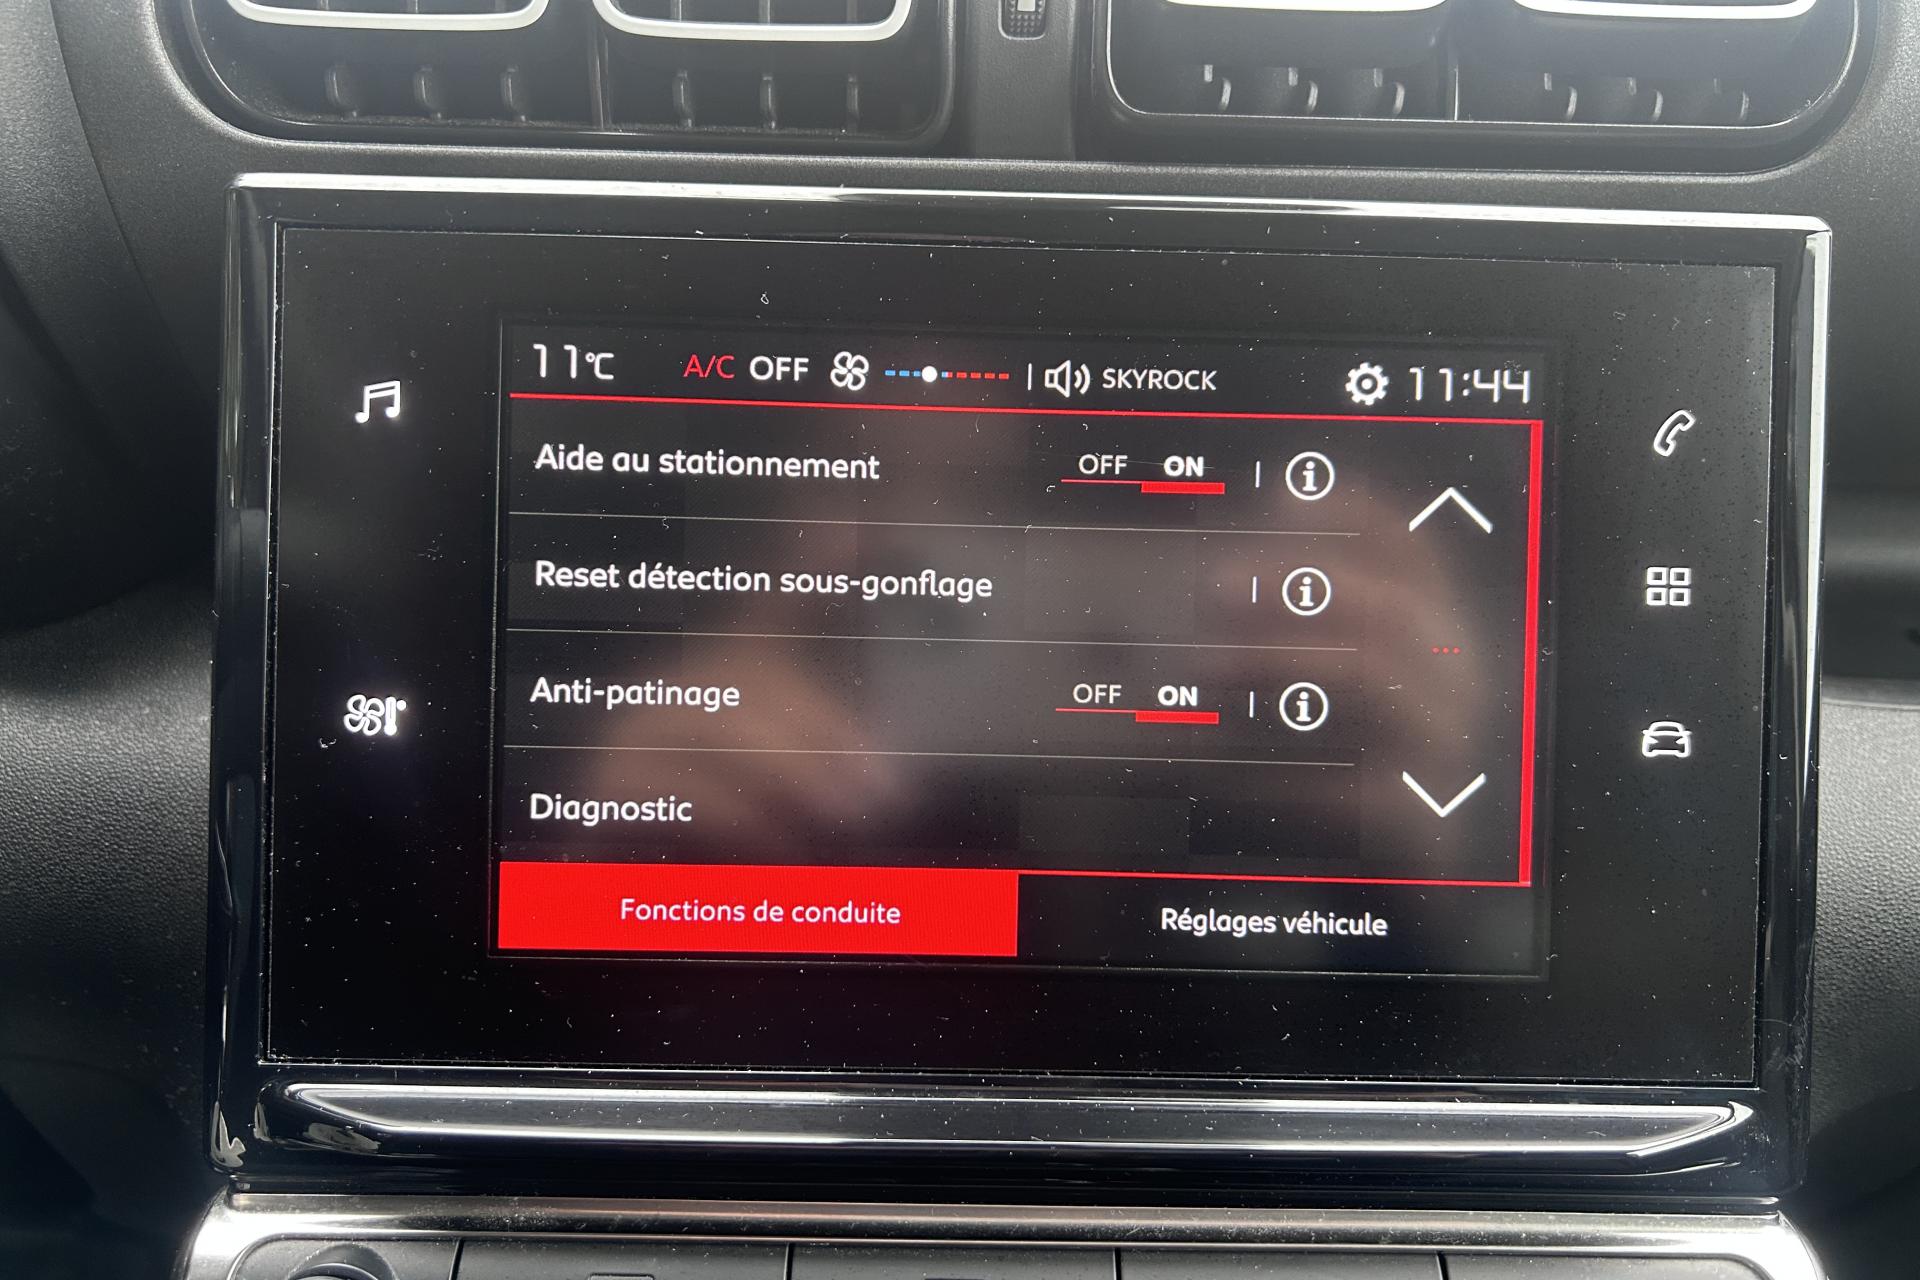 11°C A/C OFF SKYROCK 11:44
Aide au stationnement OFF ON
Reset détection sous-gonflage
Anti-patinage OFF ON
Diagnostic
Fonctions de conduite Réglages véhicule